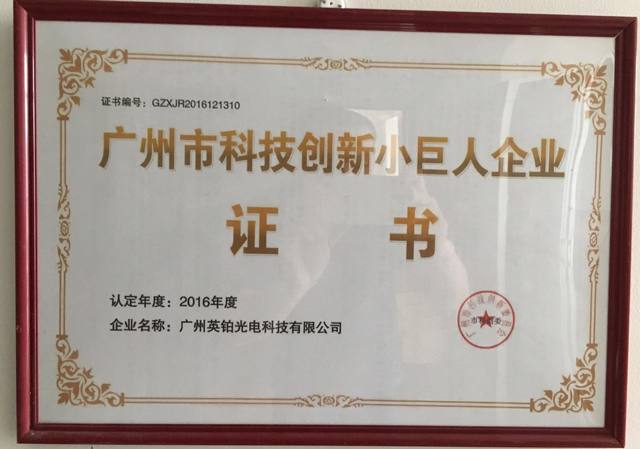 证书编号：GZXJR2016121310
广州市科技创新小巨人企业
证书
认定年度：2016年度
企业名称：广州英铂光电科技有限公司